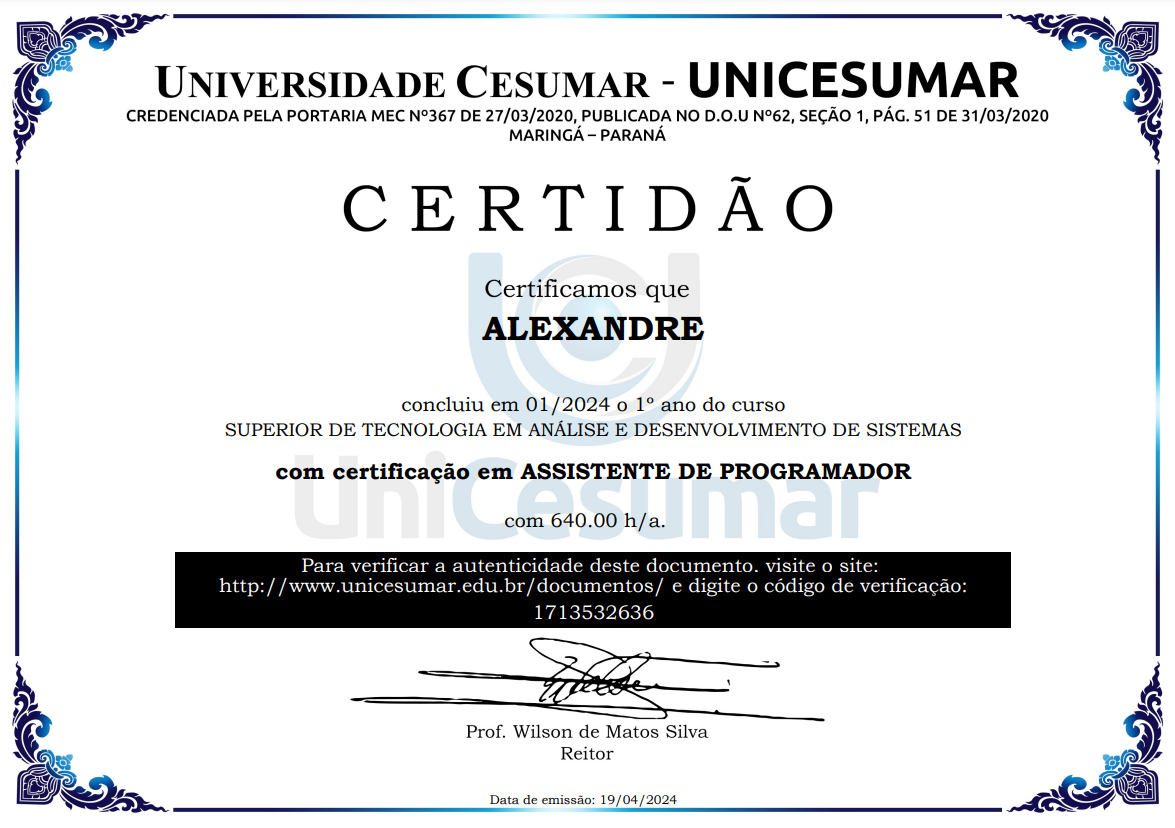 UNIVERSIDADE CESUMAR - UNICESUMAR
CREDENCIADA PELA PORTARIA MEC Nº367 DE 27/03/2020, PUBLICADA NO D.O.U Nº62, SEÇÃO 1, PÁG. 51 DE 31/03/2020
MARINGÁ – PARANÁ
CERTIDÃO
Certificamos que
ALEXANDRE
concluiu em 01/2024 o 1º ano do curso
SUPERIOR DE TECNOLOGIA EM ANÁLISE E DESENVOLVIMENTO DE SISTEMAS
com certificação em ASSISTENTE DE PROGRAMADOR
UniCesumar
com 640.00 h/a.
Para verificar a autenticidade deste documento. visite o site:
http://www.unicesumar.edu.br/documentos/ e digite o código de verificação:
1713532636
Prof. Wilson de Matos Silva
Reitor
Data de emissão: 19/04/2024